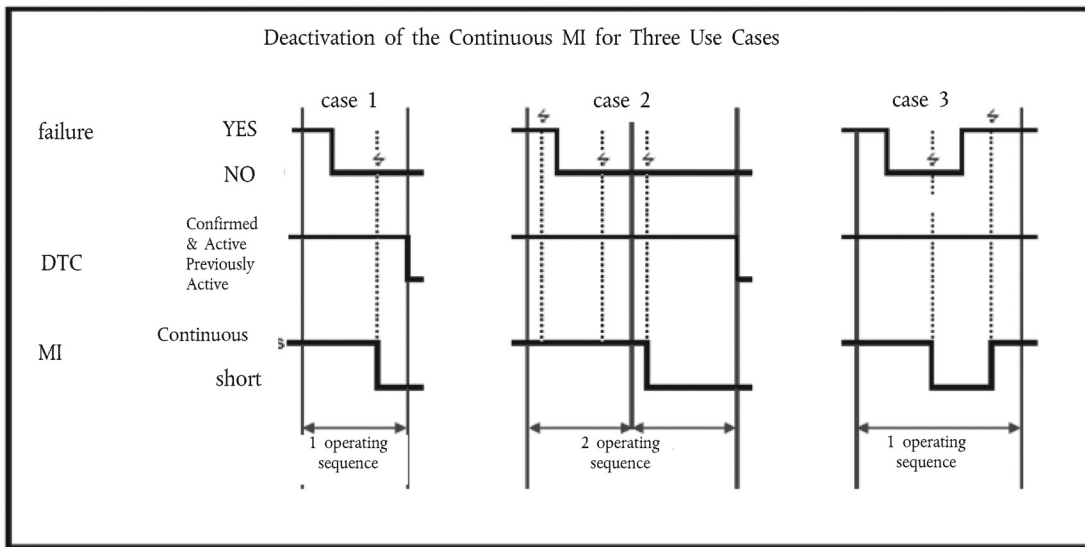 Deactivation of the Continuous MI for Three Use Cases
case 1
case 2
case 3
failure
YES
NO
DTC
Confirmed
& Active
Previously
Active
MI
Continuous
s
short
1 operating
sequence
2 operating
sequence
1 operating
sequence